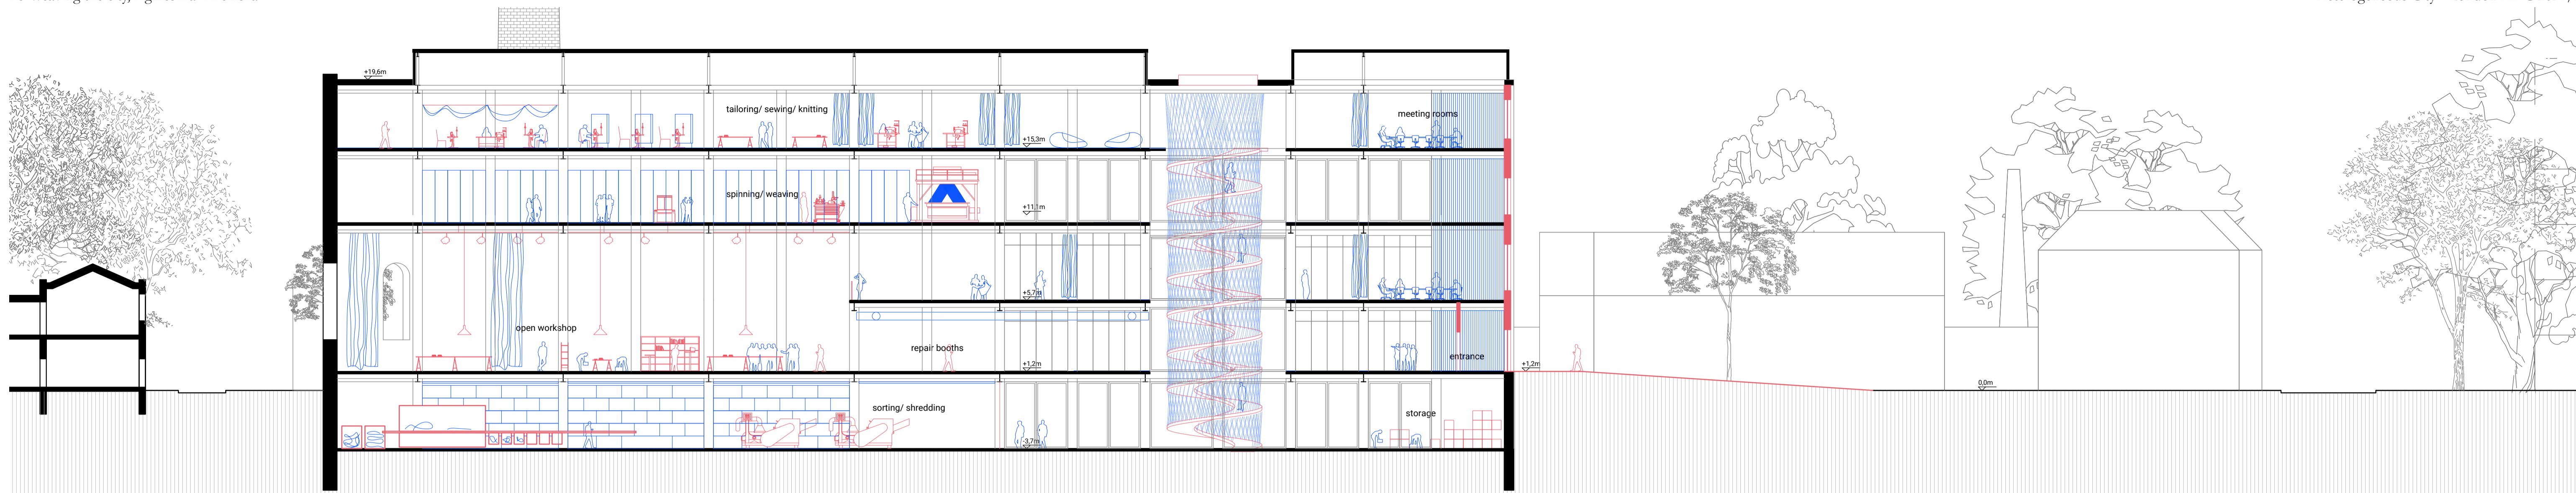 +19,6m
tailoring/ sewing/ knitting
meeting rooms
+15,3m
spinning/ weaving
+11,1m
+5,7m
open workshop
repair booths
entrance
+1,2m
+1,2m
0,0m
sorting/ shredding
storage
-3,7m